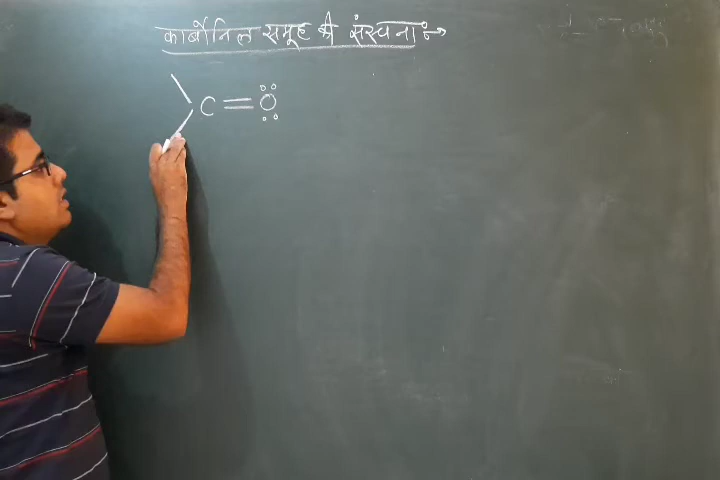 कार्बोनिल समूह की संरचना :→
C = O